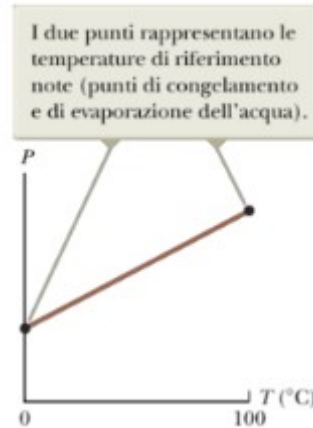 I due punti rappresentano le
temperature di riferimento
note (punti di congelamento
e di evaporazione dell'acqua).
P
T (°C)
0
100